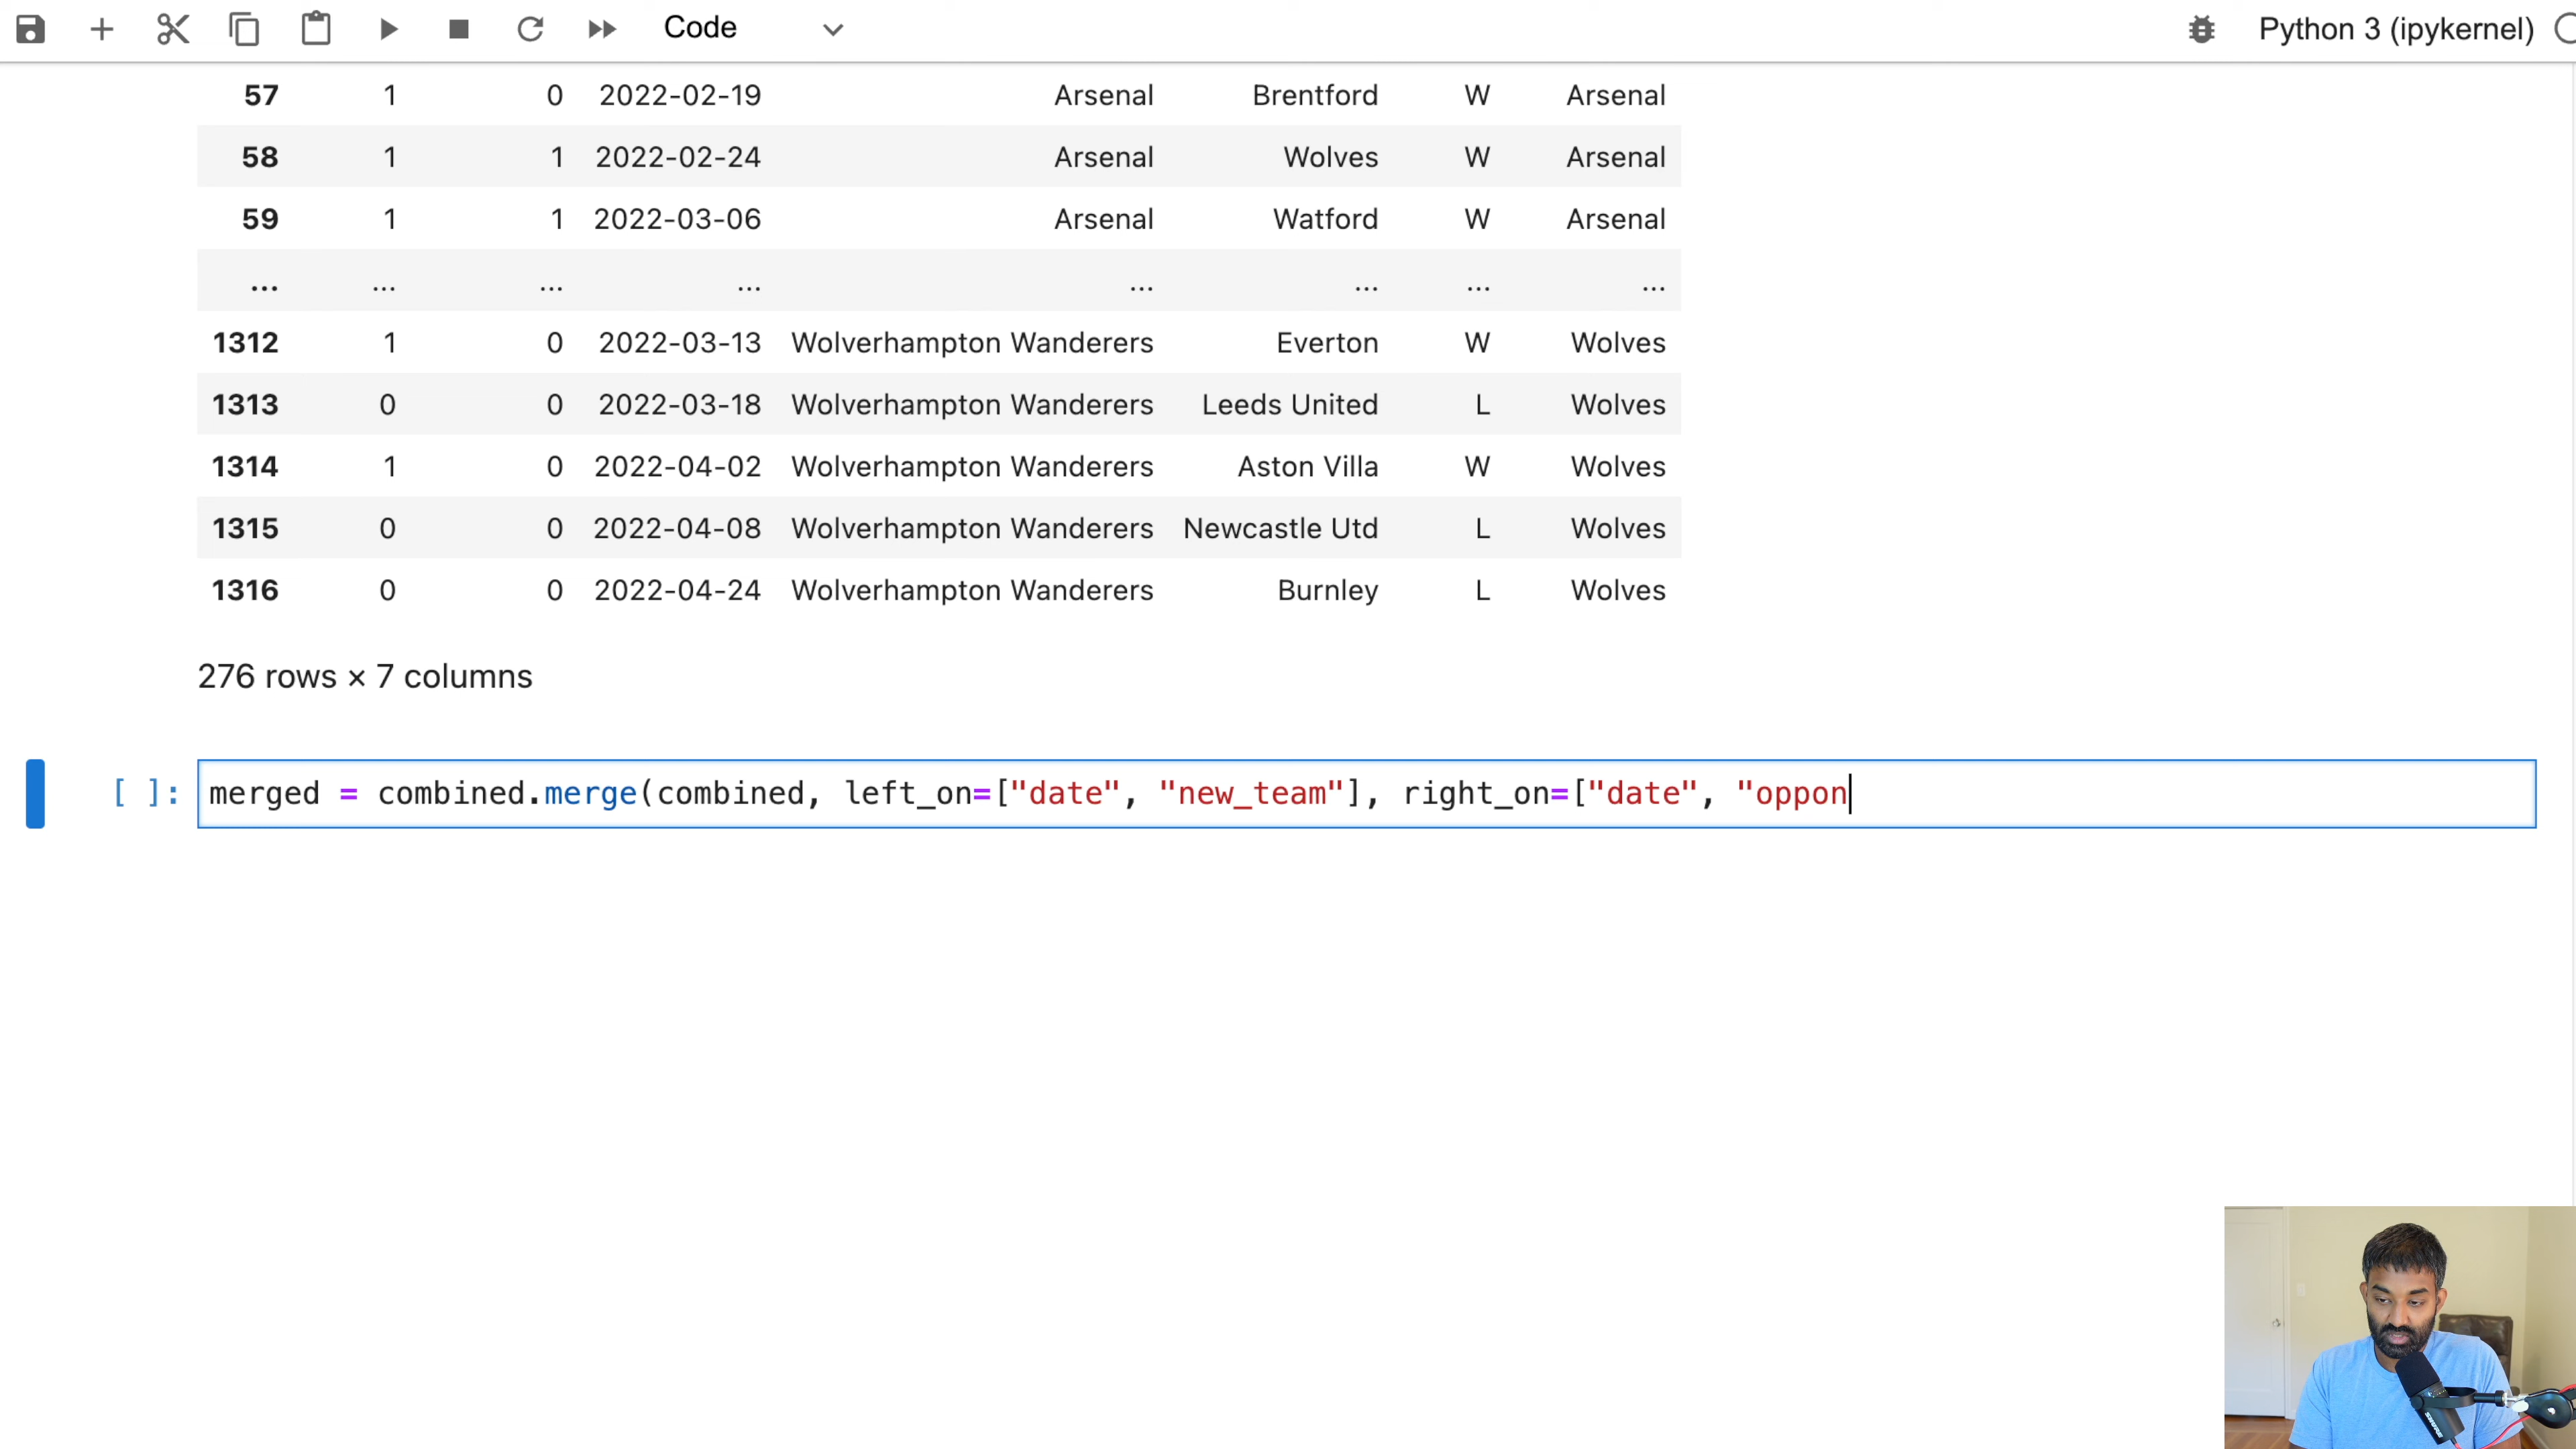 Code Python 3 (ipykernel)
57 1 0 2022-02-19 Arsenal Brentford W Arsenal
58 1 1 2022-02-24 Arsenal Wolves W Arsenal
59 1 1 2022-03-06 Arsenal Watford W Arsenal
... ... ... ... ... ... ... ...
1312 1 0 2022-03-13 Wolverhampton Wanderers Everton W Wolves
1313 0 0 2022-03-18 Wolverhampton Wanderers Leeds United L Wolves
1314 1 0 2022-04-02 Wolverhampton Wanderers Aston Villa W Wolves
1315 0 0 2022-04-08 Wolverhampton Wanderers Newcastle Utd L Wolves
1316 0 0 2022-04-24 Wolverhampton Wanderers Burnley L Wolves
276 rows × 7 columns
[ ]: merged = combined.merge(combined, left_on=["date", "new_team"], right_on=["date", "oppon